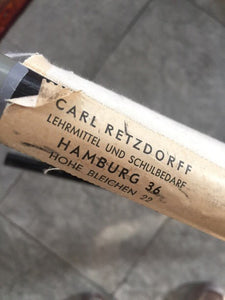 CARL RETZDORFF
LEHRMITTEL UND SCHULBEDARF
HAMBURG 36
HOHE BLEICHEN 22